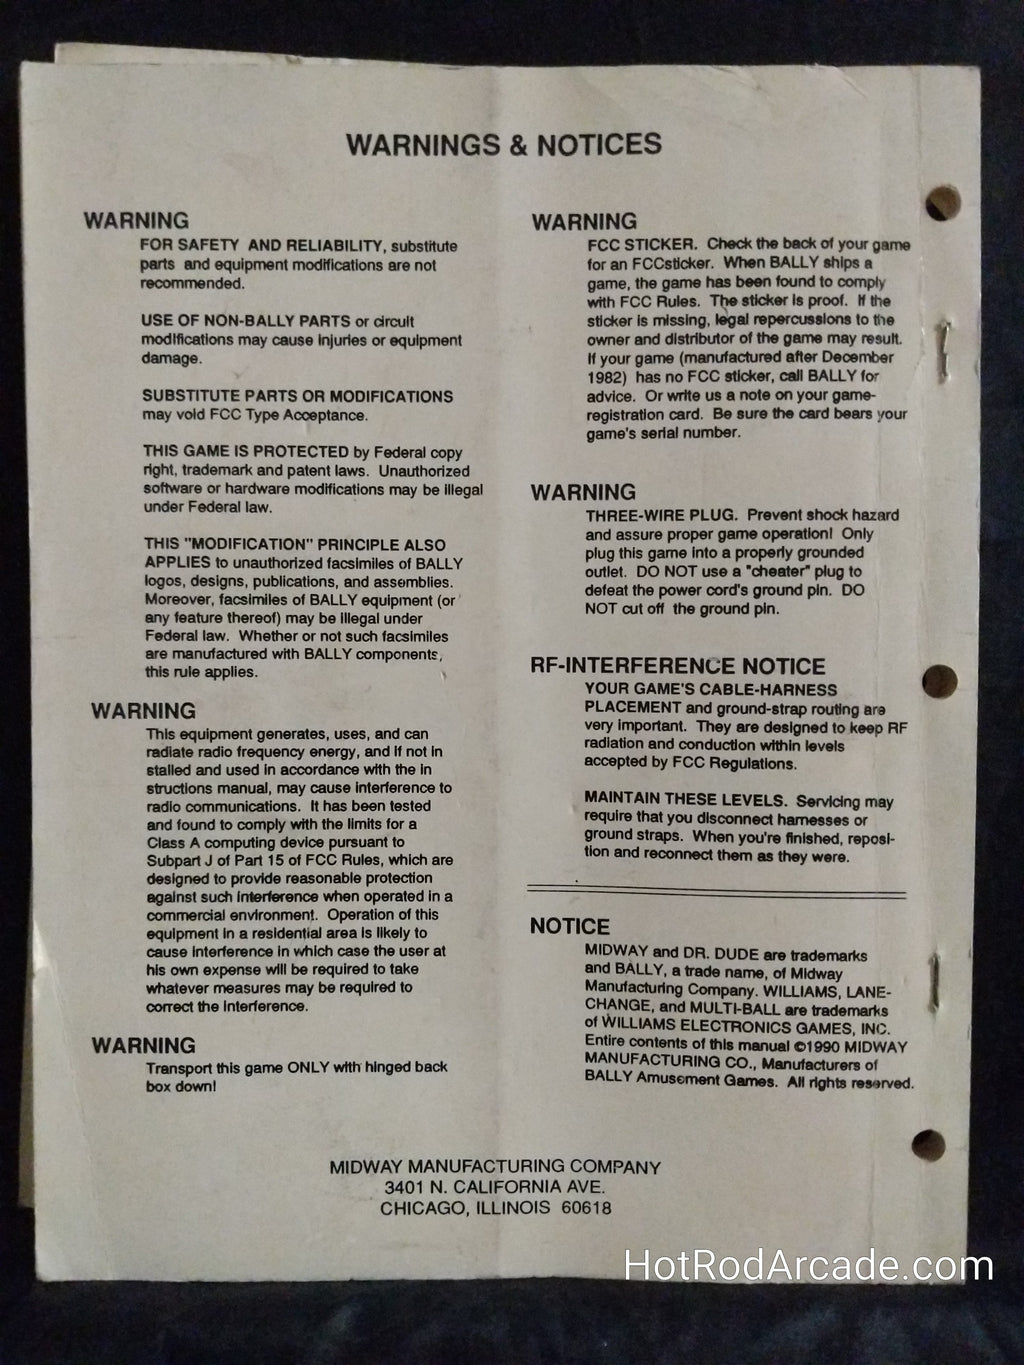 WARNINGS & NOTICES
WARNING
FOR SAFETY AND RELIABILITY, substitute
parts and equipment modifications are not
recommended.
USE OF NON-BALLY PARTS or circuit
modifications may cause injuries or equipment
damage.
SUBSTITUTE PARTS OR MODIFICATIONS
may void FCC Type Acceptance.
THIS GAME IS PROTECTED by Federal copy
right, trademark and patent laws. Unauthorized
software or hardware modifications may be illegal
under Federal law.
THIS "MODIFICATION" PRINCIPLE ALSO
APPLIES to unauthorized facsimiles of BALLY
logos, designs, publications, and assemblies.
Moreover, facsimiles of BALLY equipment (or
any feature thereof) may be illegal under
Federal law. Whether or not such facsimiles
are manufactured with BALLY components,
this rule applies.
WARNING
This equipment generates, uses, and can
radiate radio frequency energy, and if not in
stalled and used in accordance with the in
structions manual, may cause interference to
radio communications. It has been tested
and found to comply with the limits for a
Class A computing device pursuant to
Subpart J of Part 15 of FCC Rules, which are
designed to provide reasonable protection
against such interference when operated in a
commercial environment. Operation of this
equipment in a residential area is likely to
cause interference in which case the user at
his own expense will be required to take
whatever measures may be required to
correct the interference.
WARNING
Transport this game ONLY with hinged back
box down!
WARNING
FCC STICKER. Check the back of your game
for an FCCsticker. When BALLY ships a
game, the game has been found to comply
with FCC Rules. The sticker is proof. If the
sticker is missing, legal repercussions to the
owner and distributor of the game may result.
If your game (manufactured after December
1982) has no FCC sticker, call BALLY for
advice. Or write us a note on your game-
registration card. Be sure the card bears your
game's serial number.
WARNING
THREE-WIRE PLUG. Prevent shock hazard
and assure proper game operation! Only
plug this game into a properly grounded
outlet. DO NOT use a "cheater" plug to
defeat the power cord's ground pin. DO
NOT cut off the ground pin.
RF-INTERFERENCE NOTICE
YOUR GAME'S CABLE-HARNESS
PLACEMENT and ground-strap routing are
very important. They are designed to keep RF
radiation and conduction within levels
accepted by FCC Regulations.
MAINTAIN THESE LEVELS. Servicing may
require that you disconnect harnesses or
ground straps. When you're finished, reposi-
tion and reconnect them as they were.
NOTICE
MIDWAY and DR. DUDE are trademarks
and BALLY, a trade name, of Midway
Manufacturing Company. WILLIAMS, LANE-
CHANGE, and MULTI-BALL are trademarks
of WILLIAMS ELECTRONICS GAMES, INC.
Entire contents of this manual ©1990 MIDWAY
MANUFACTURING CO., Manufacturers of
BALLY Amusement Games. All rights reserved.
MIDWAY MANUFACTURING COMPANY
3401 N. CALIFORNIA AVE.
CHICAGO, ILLINOIS 60618
HotRodArcade.com